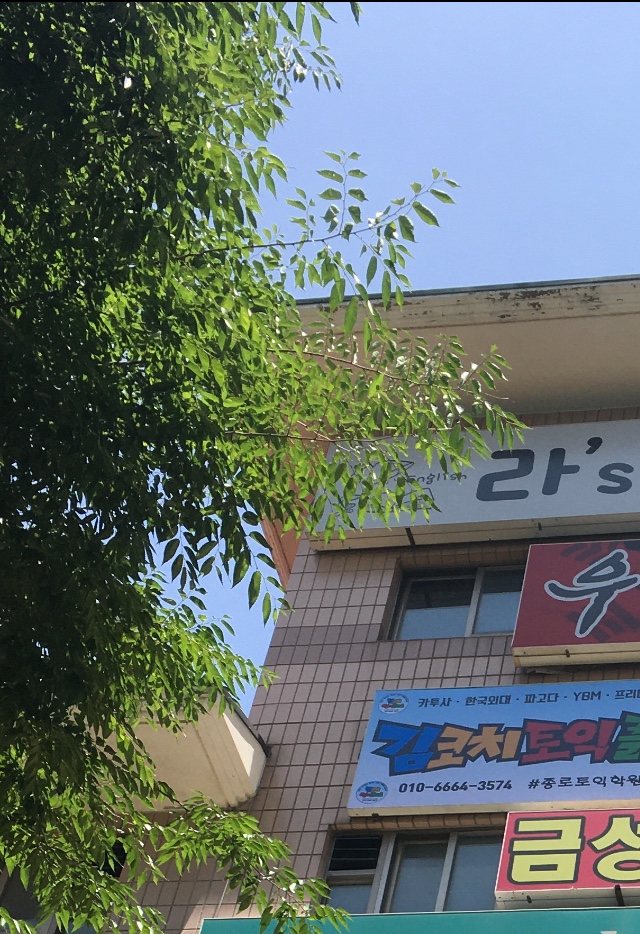 English
라's
우
카투사 · 한국외대 · 파고다 · YBM · 프리
김코치토익
010-6664-3574 #종로토익학원
금성